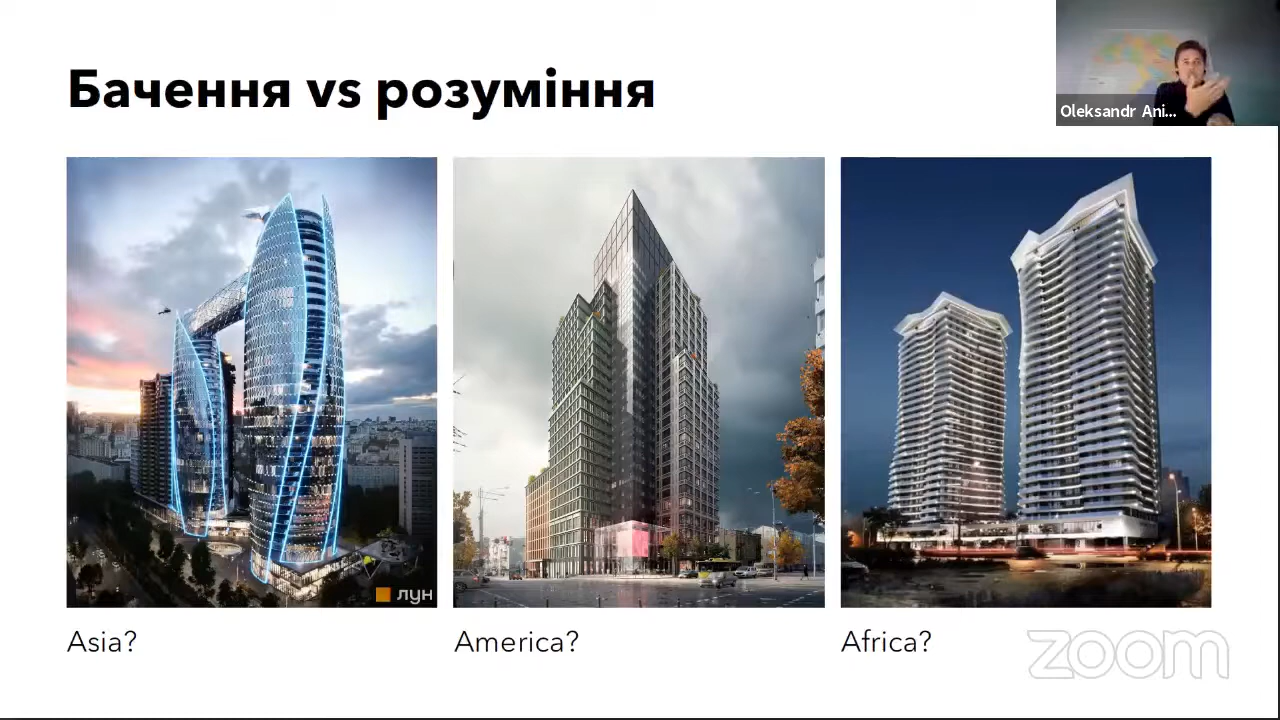 Бачення vs розуміння
Oleksandr Ani...
лун
Asia?
America?
Africa?
zoom